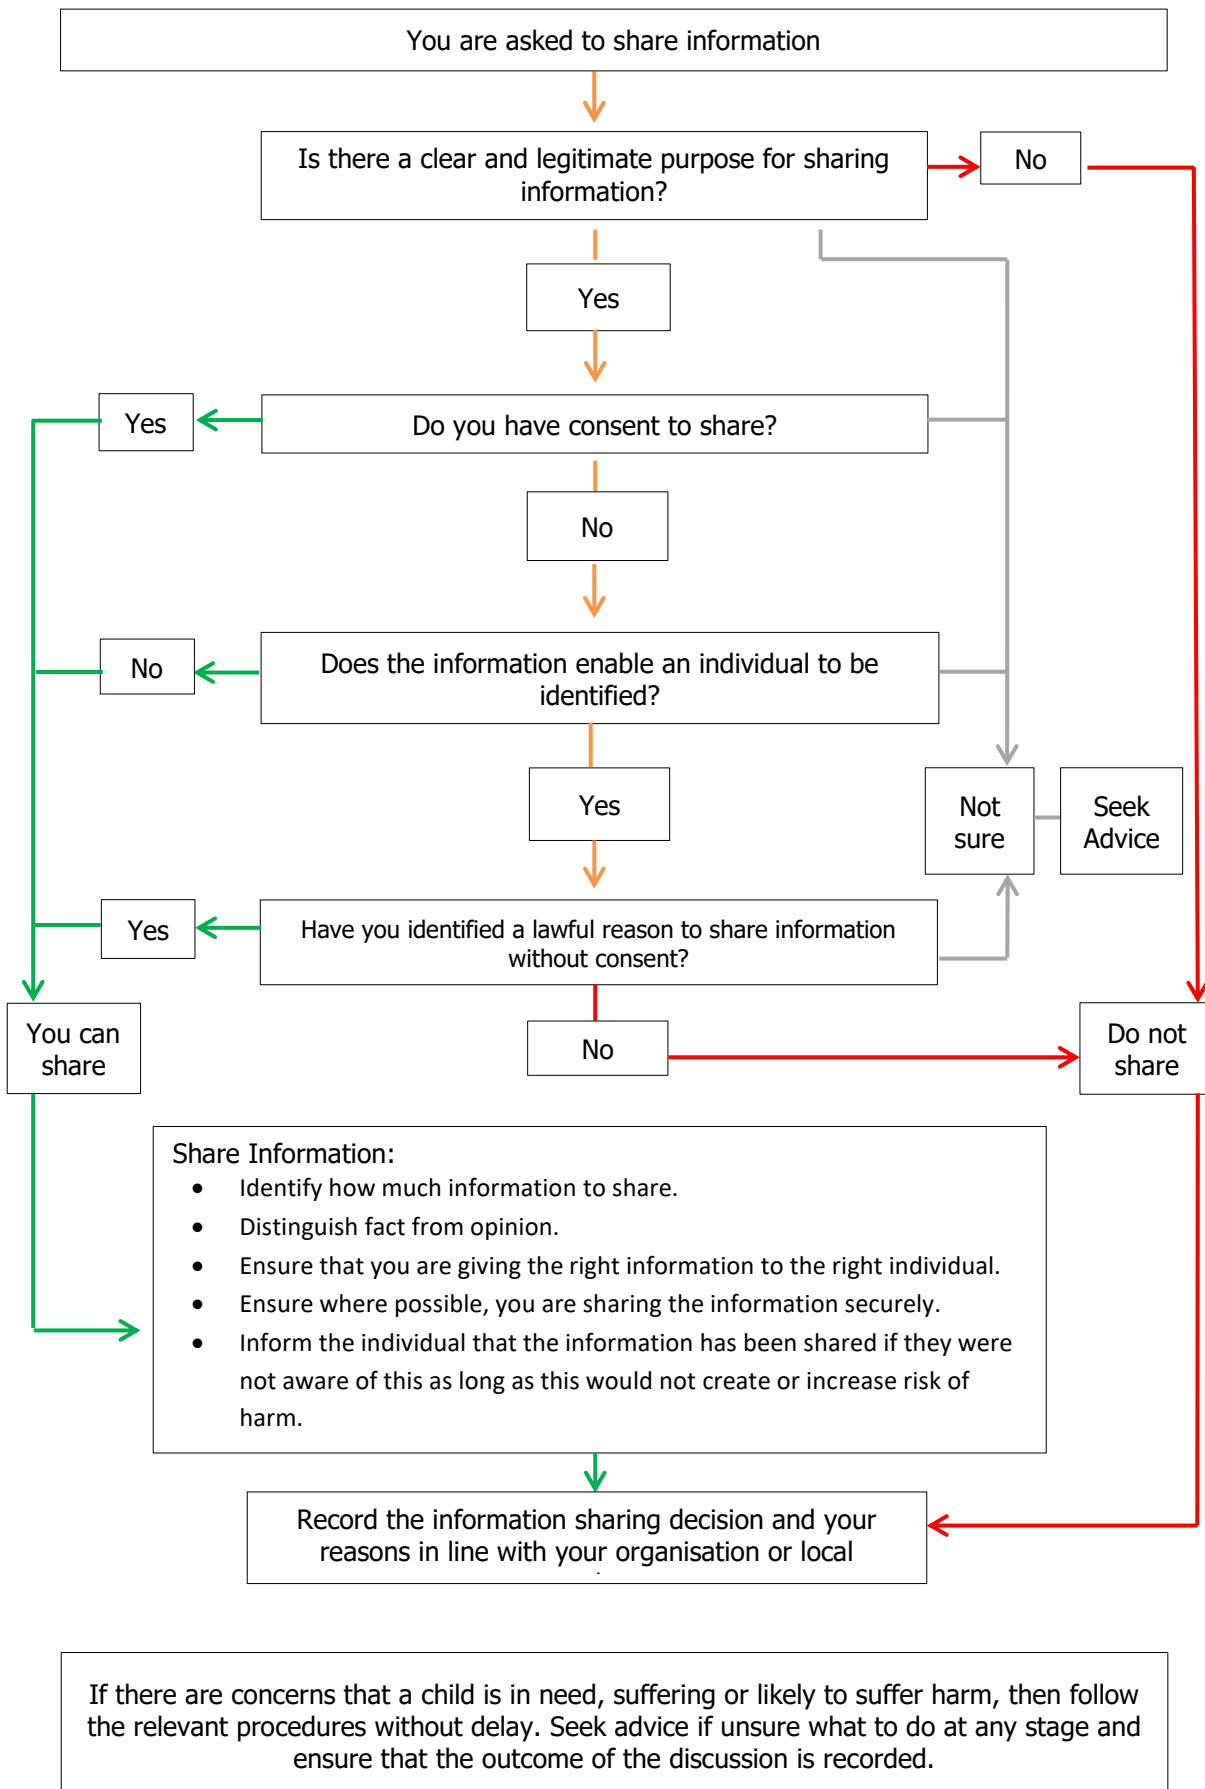 You are asked to share information
Is there a clear and legitimate purpose for sharing
information?
No
Yes
Yes
Do you have consent to share?
No
No
Does the information enable an individual to be
identified?
Yes
Not
sure
Seek
Advice
Yes
Have you identified a lawful reason to share information
without consent?
You can
share
No
Do not
share
Share Information:
• Identify how much information to share.
• Distinguish fact from opinion.
• Ensure that you are giving the right information to the right individual.
• Ensure where possible, you are sharing the information securely.
• Inform the individual that the information has been shared if they were
not aware of this as long as this would not create or increase risk of
harm.
Record the information sharing decision and your
reasons in line with your organisation or local
If there are concerns that a child is in need, suffering or likely to suffer harm, then follow
the relevant procedures without delay. Seek advice if unsure what to do at any stage and
ensure that the outcome of the discussion is recorded.